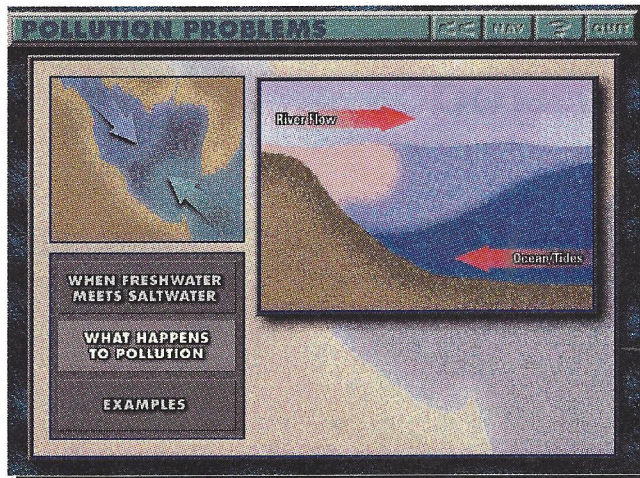 POLLUTION PROBLEMS
<< NAV ? QUIT
River Flow
Ocean/Tides
WHEN FRESHWATER
MEETS SALTWATER
WHAT HAPPENS
TO POLLUTION
EXAMPLES